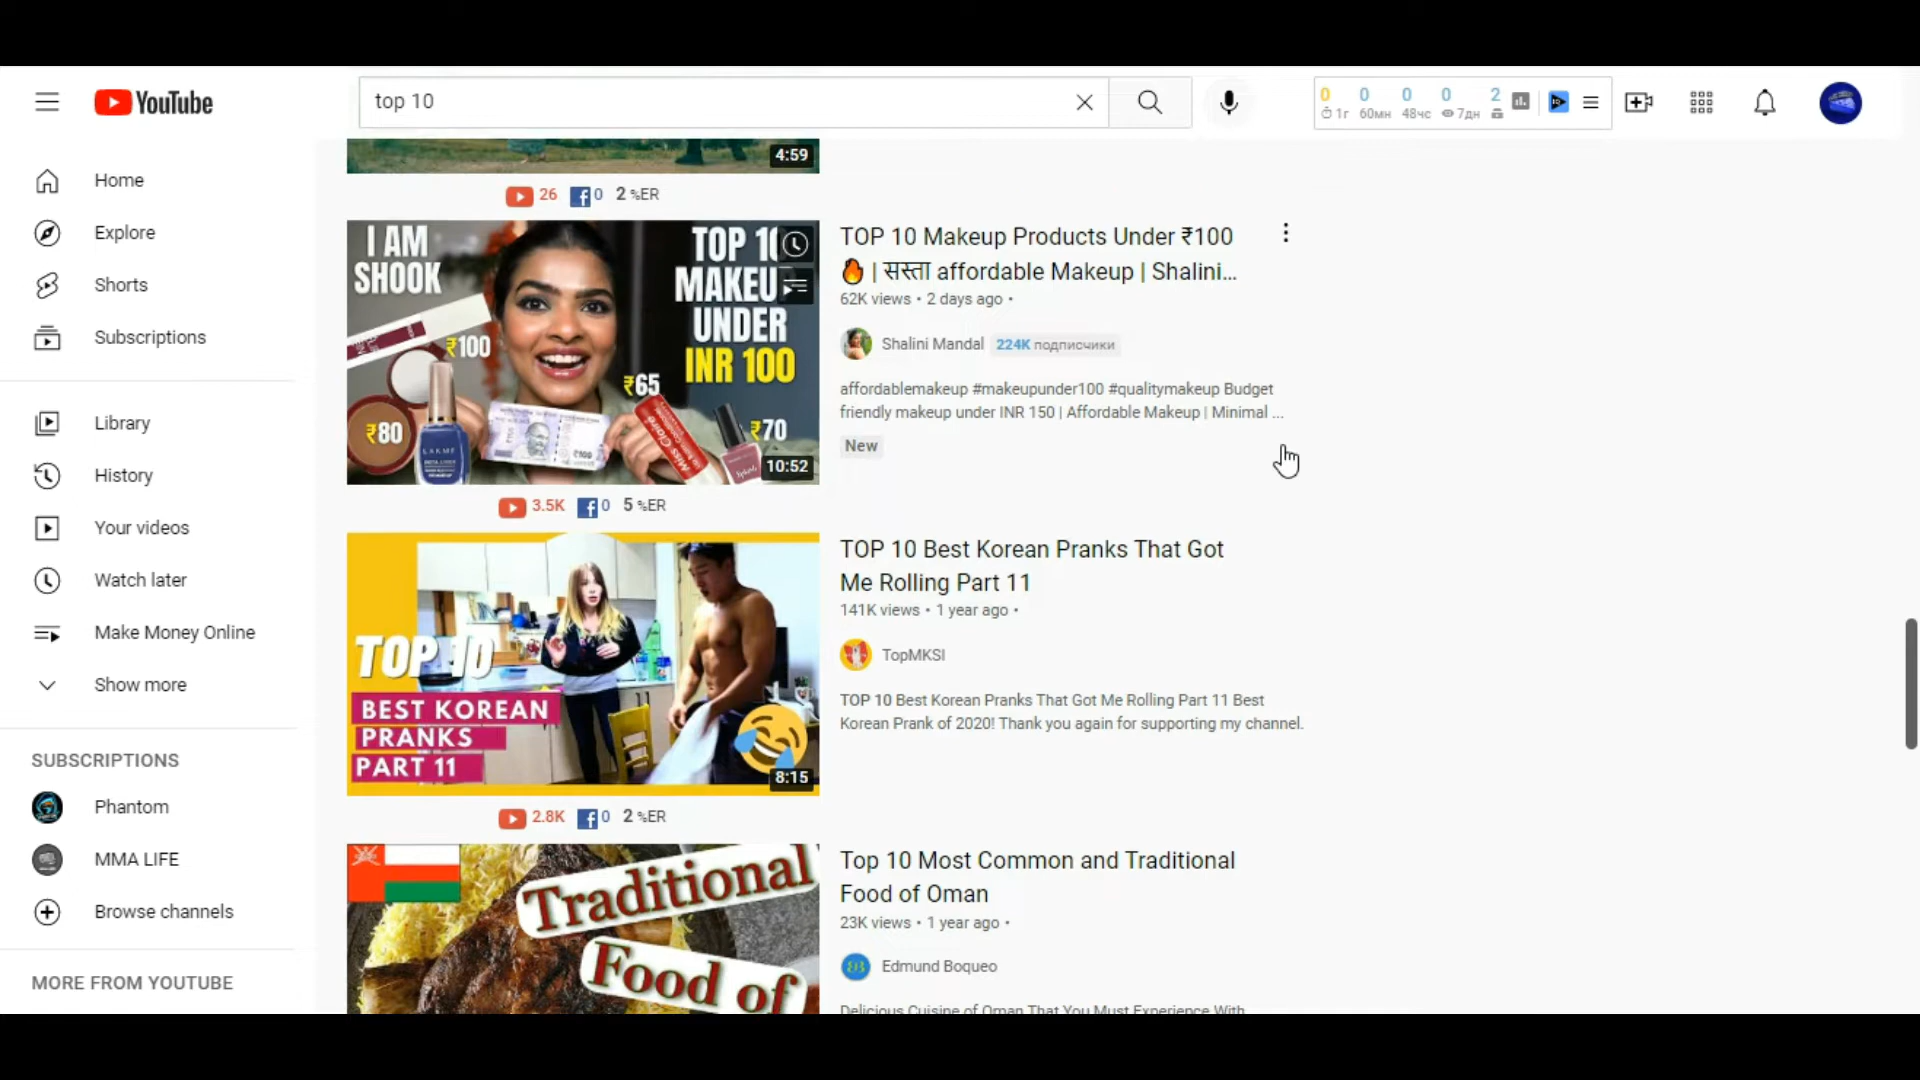 YouTube
top 10
0 0 0 0 2
1г 60мн 48чс 7дн
Home
Explore
Shorts
Subscriptions
Library
History
Your videos
Watch later
Make Money Online
Show more
SUBSCRIPTIONS
Phantom
MMA LIFE
Browse channels
MORE FROM YOUTUBE
4:59
26 f 0 2 %ER
I AM
SHOOK
TOP 10
MAKEU
UNDER
INR 100
₹100
₹65
₹80
₹70
LAKMÉ
Miss Claire
10:52
TOP 10 Makeup Products Under ₹100
🔥 | सस्ता affordable Makeup | Shalini...
62K views • 2 days ago •
Shalini Mandal 224K подписчики
affordablemakeup #makeupunder100 #qualitymakeup Budget
friendly makeup under INR 150 | Affordable Makeup | Minimal ...
New
3.5K f 0 5 %ER
TOP 10
BEST KOREAN
PRANKS
PART 11
8:15
TOP 10 Best Korean Pranks That Got
Me Rolling Part 11
141K views • 1 year ago •
TopMKSI
TOP 10 Best Korean Pranks That Got Me Rolling Part 11 Best
Korean Prank of 2020! Thank you again for supporting my channel.
2.8K f 0 2 %ER
Traditional
Food of
Top 10 Most Common and Traditional
Food of Oman
23K views • 1 year ago •
Edmund Boqueo
Delicious Cuisine of Oman That You Must Experience With